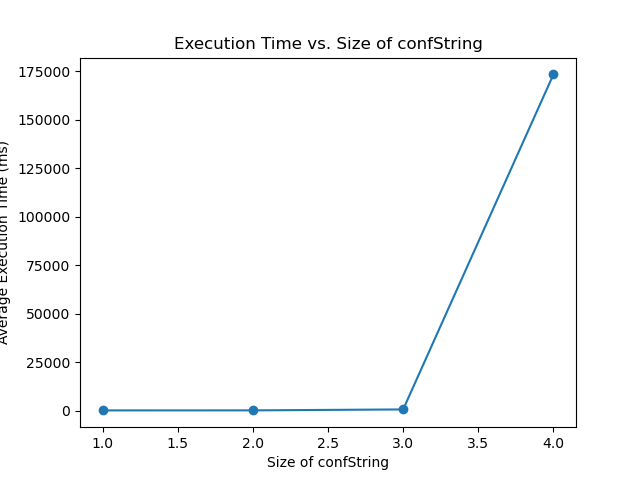 Execution Time vs. Size of confString
Average Execution Time (ms)
175000
150000
125000
100000
75000
50000
25000
0
1.0 1.5 2.0 2.5 3.0 3.5 4.0
Size of confString